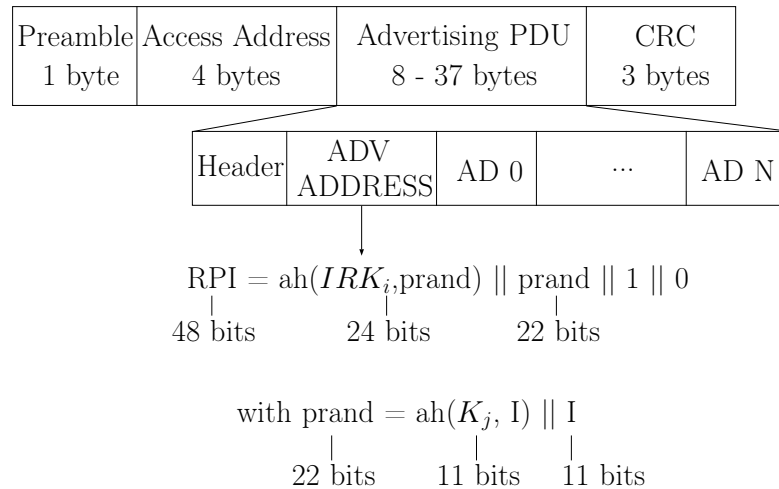 Preamble Access Address Advertising PDU CRC
1 byte 4 bytes 8 - 37 bytes 3 bytes
Header ADV ADDRESS AD 0 ... AD N
RPI = ah(IRK_i,prand) || prand || 1 || 0
48 bits 24 bits 22 bits
with prand = ah(K_j, I) || I
22 bits 11 bits 11 bits